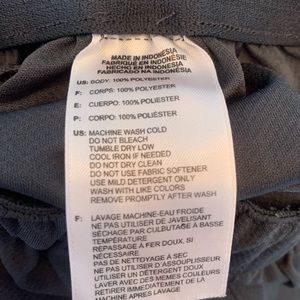 MADE IN INDONESIA
FABRIQUÉ EN INDONÉSIE
HECHO EN INDONESIA
FABRICADO NA INDONÉSIA
US: BODY: 100% POLYESTER
F: CORPS: 100% POLYESTER
E: CUERPO: 100% POLIÉSTER
P: CORPO: 100% POLIÉSTER
US: MACHINE WASH COLD
DO NOT BLEACH
TUMBLE DRY LOW
COOL IRON IF NEEDED
DO NOT DRY CLEAN
DO NOT USE FABRIC SOFTENER
USE MILD DETERGENT ONLY
WASH WITH LIKE COLORS
REMOVE PROMPTLY AFTER WASH
F: LAVAGE MACHINE-EAU FROIDE
NE PAS UTILISER DE JAVELISANT
SÉCHAGE PAR CULBUTAGE A BASSE
TEMPÉRATURE
REPASSAGE À FER DOUX, SI
NÉCESSAIRE
PAS DE NETTOYAGE A SEC
NE PAS UTILISER D'ASSOUPLISSANT
UTILISER UN DÉTERGENT DOUX
LAVER AVEC DES MEMES COULEURS
RETIRER IMMÉDIATEMENT DE LA
MACHINE APRES LAVAGE